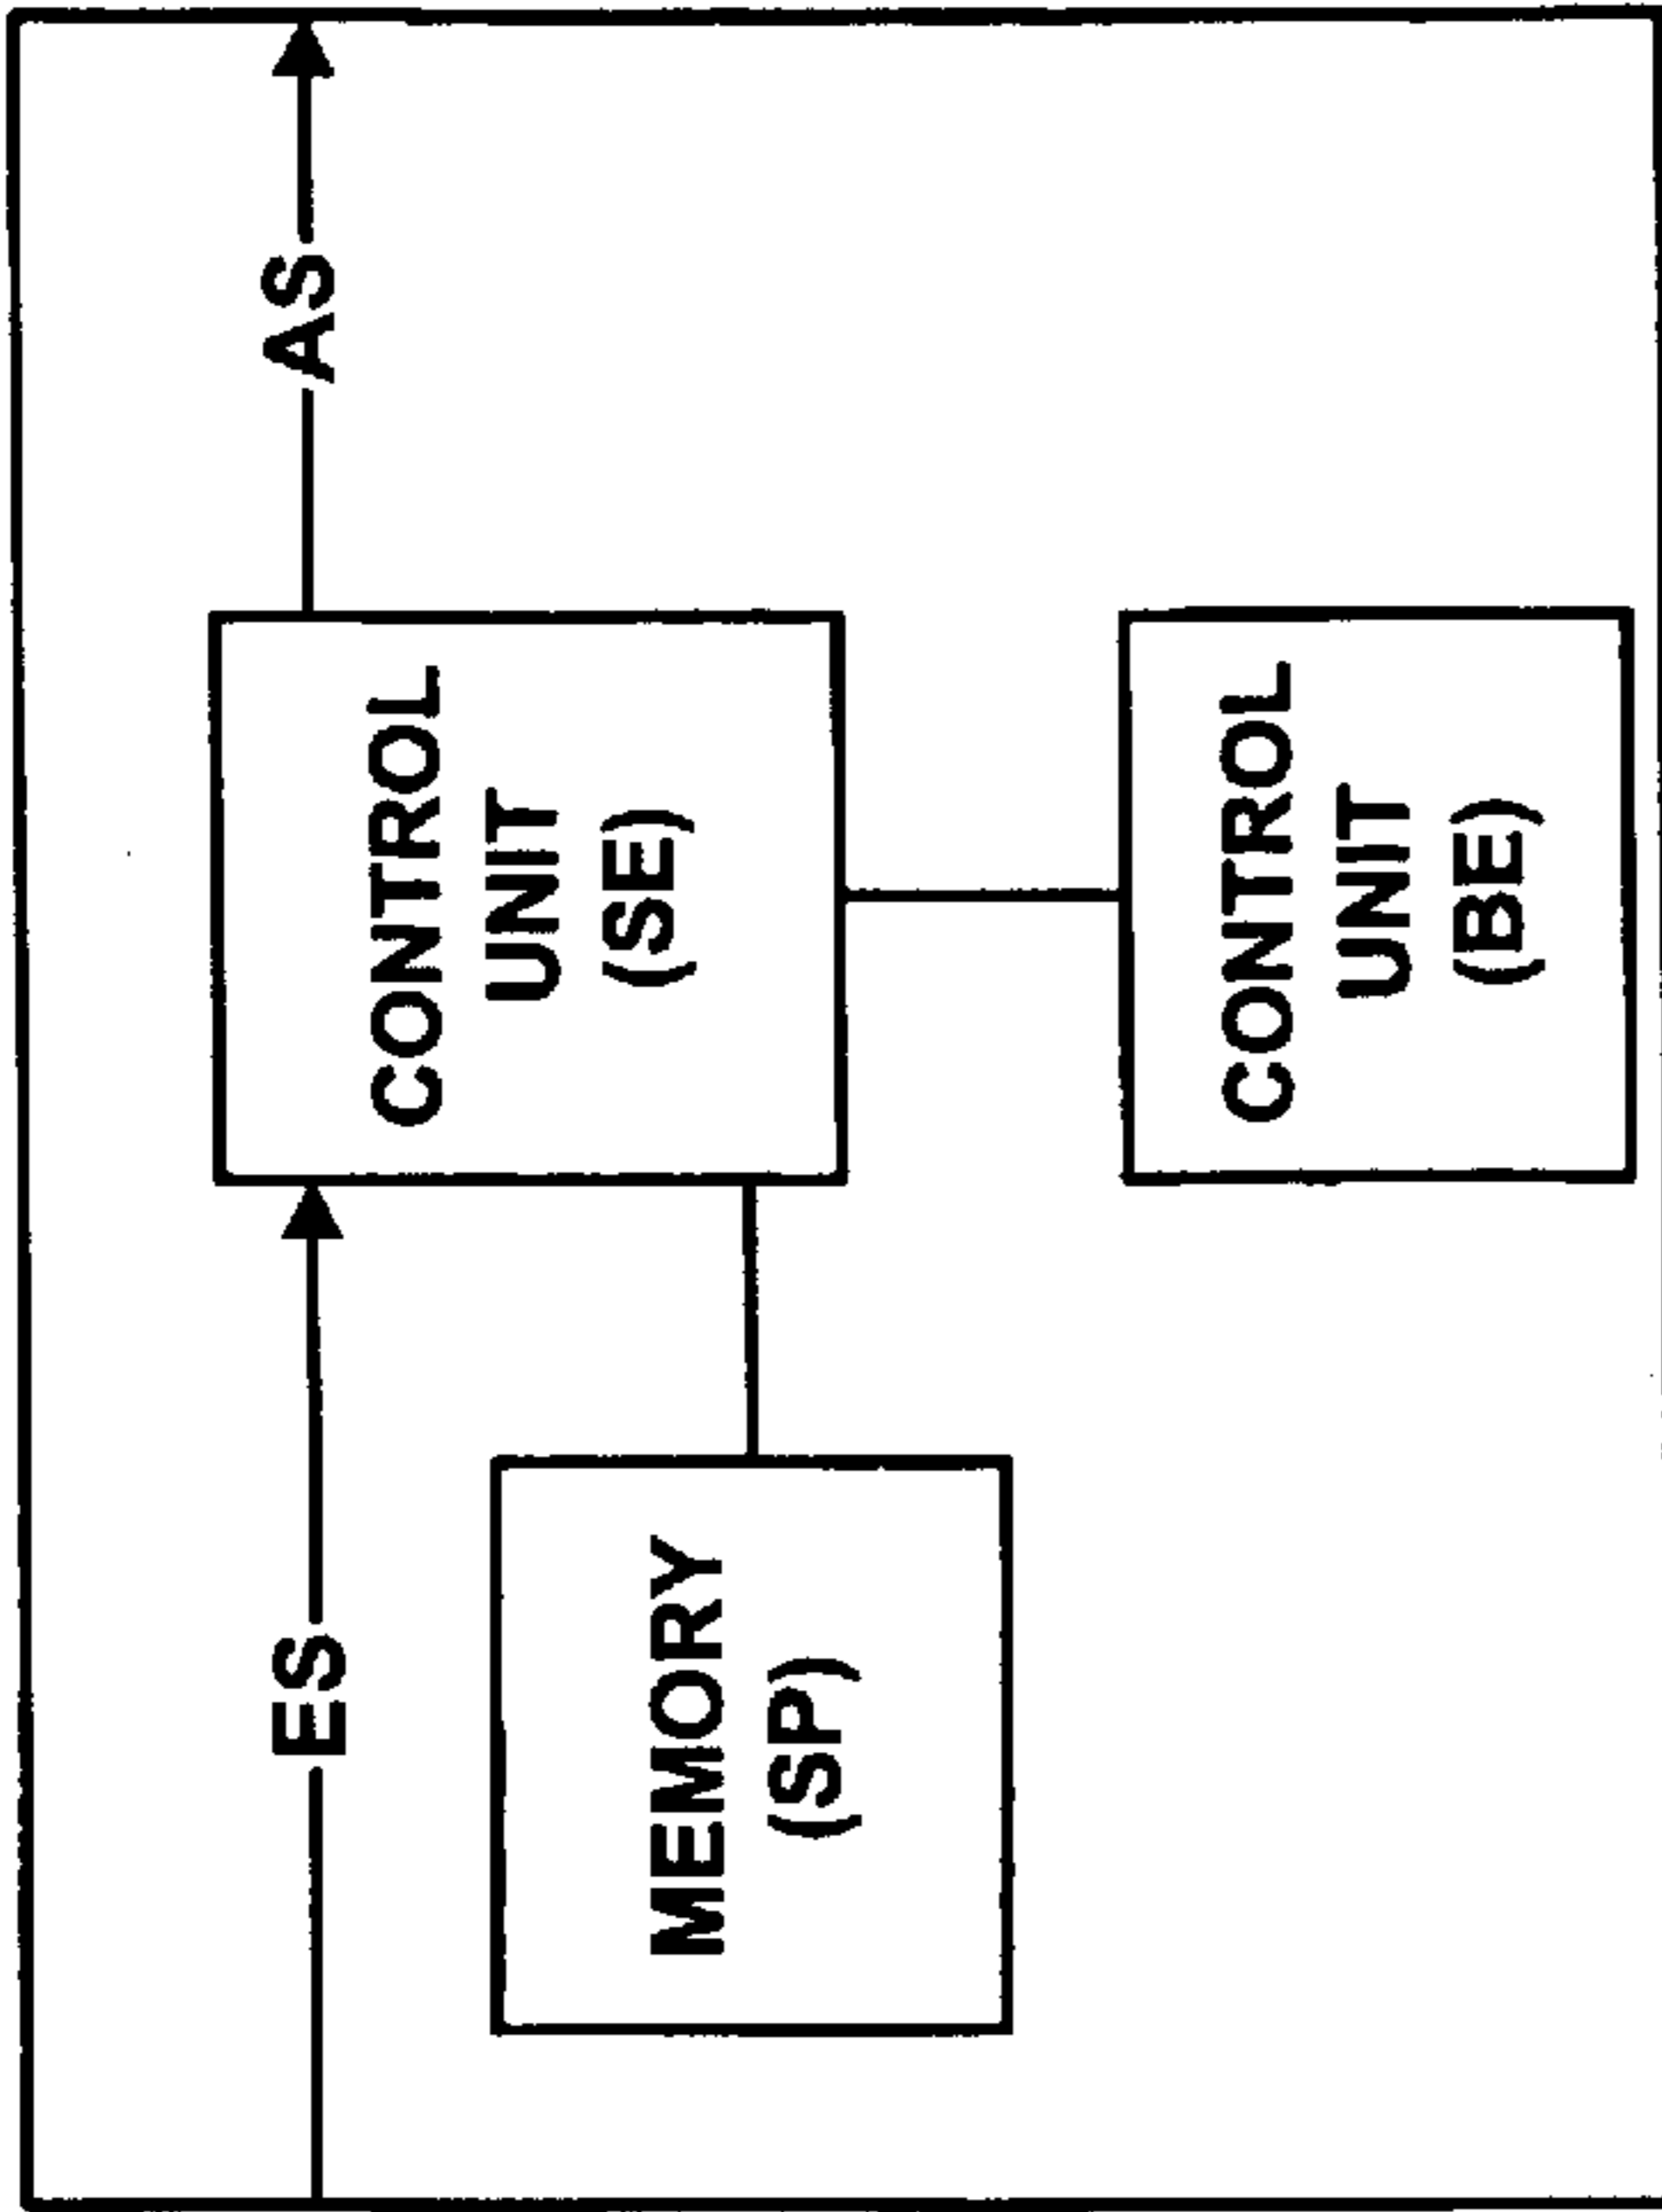 ES
AS
CONTROL
UNIT
(SE)
MEMORY
(SP)
CONTROL
UNIT
(BE)